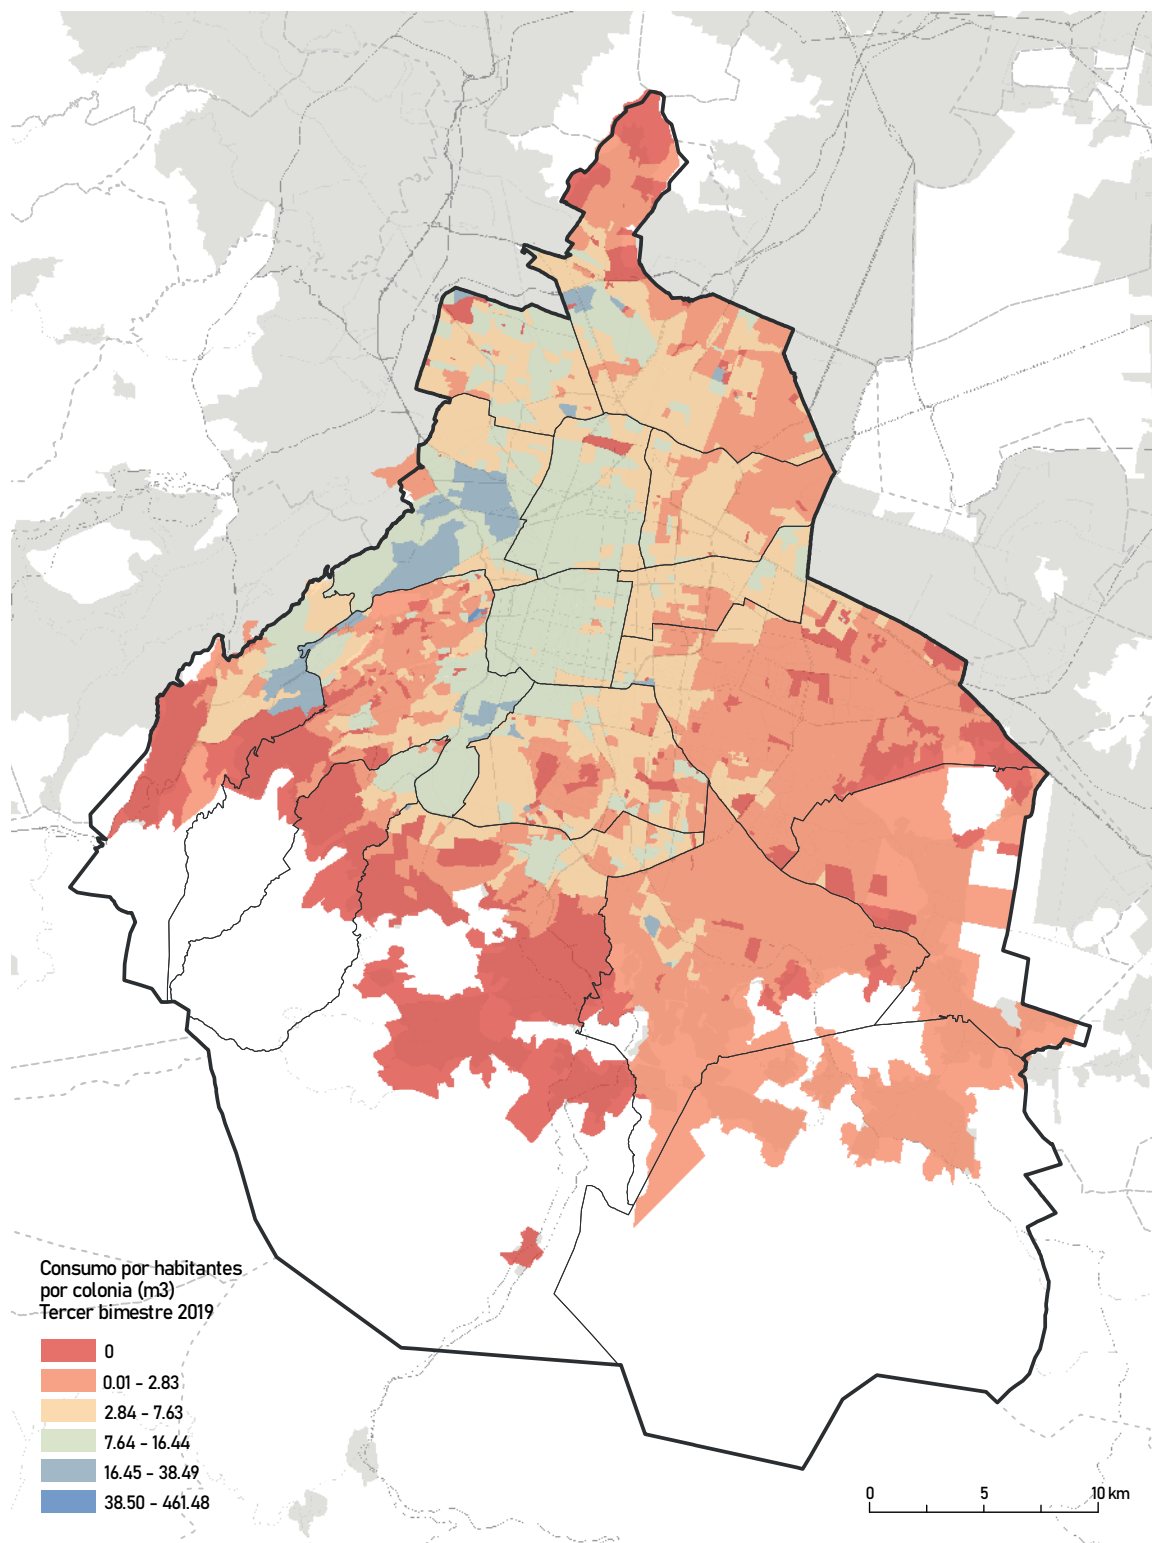 Consumo por habitantes
por colonia (m3)
Tercer bimestre 2019
0
0.01 - 2.83
2.84 - 7.63
7.64 - 16.44
16.45 - 38.49
38.50 - 461.48
0 5 10 km